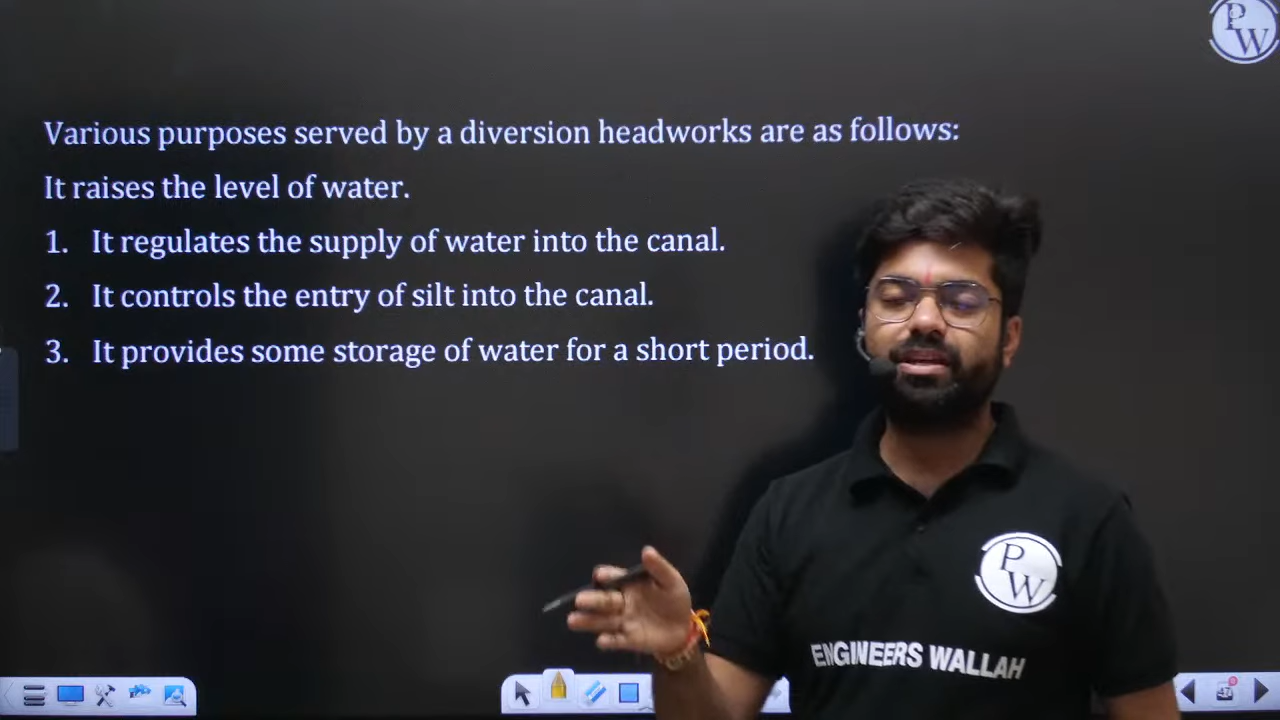 PW
Various purposes served by a diversion headworks are as follows:
It raises the level of water.
1. It regulates the supply of water into the canal.
2. It controls the entry of silt into the canal.
3. It provides some storage of water for a short period.
PW
ENGINEERS WALLAH